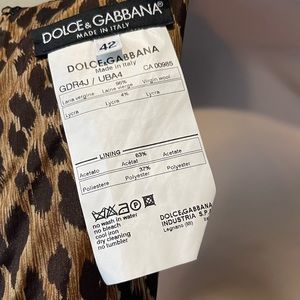 DOLCE & GABBANA
MADE IN ITALY
42
DOLCE&GABBANA
Made in Italy
GDR4J / UBA4 CA 00985
96%
Lana vergine Laine vierge Virgin wool
4%
Lycra Lycra Lycra
LINING
63%
Acetato Acétat Acetate
37%
Poliestere Polyester Polyester
no water
no bleach
cool iron
dry cleaning
no tumbler
DOLCE&GABBANA
INDUSTRIA S.P.
Legnano (MI)